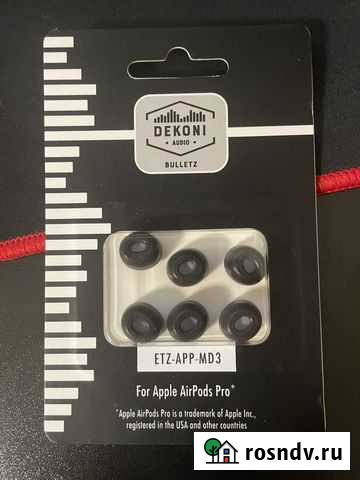 DEKONI
AUDIO
BULLETZ
ETZ-APP-MD3
For Apple AirPods Pro*
*Apple AirPods Pro is a trademark of Apple Inc.,
registered in the USA and other countries
rosndv.ru